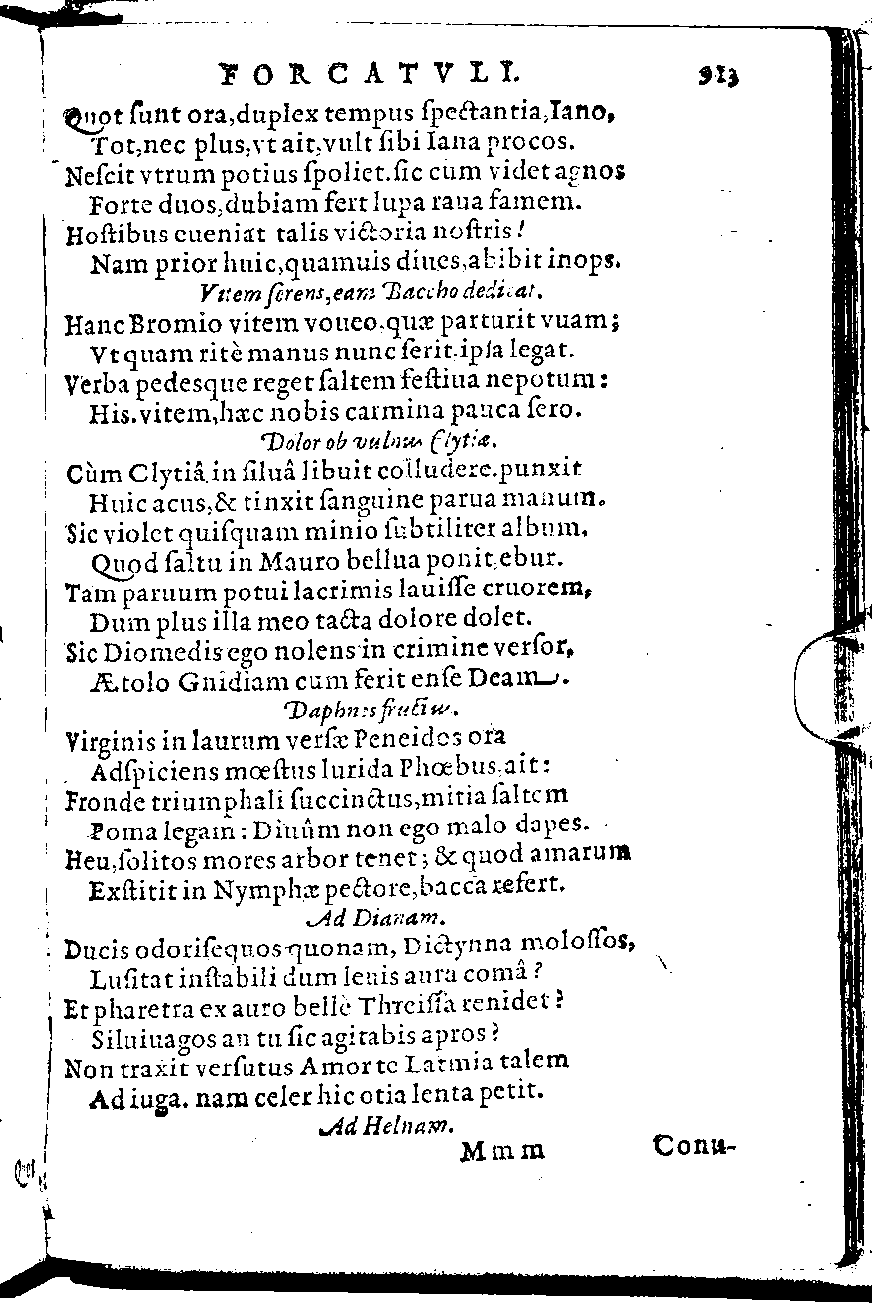 FORCATVLI. 913
Quot ſunt ora,duplex tempus ſpectantia,Iano,
Tot,nec plus,vt ait,vult ſibi Iana procos.
Neſcit vtrum potius ſpoliet.ſic cum videt agnos
Forte duos,dubiam fert lupa raua famem.
Hoſtibus eueniat talis victoria noſtris!
Nam prior huic,quamuis diues,abibit inops.
Vitem ſerens,eam Baccho dedicat.
Hanc Bromio vitem voueo,quæ parturit vuam;
Vt quam ritè manus nunc ſerit,ipſa legat.
Verba pedesque reget ſaltem feſtiua nepotum:
His.vitem,hæc nobis carmina pauca ſero.
Dolor ob vulnus Clytiæ.
Cùm Clytiâ in ſiluâ libuit colludere,punxit
Huic acus,& tinxit ſanguine parua manum.
Sic violet quiſquam minio ſubtiliter album,
Quod ſaltu in Mauro bellua ponit,ebur.
Tam paruum potui lacrimis lauiſſe cruorem,
Dum plus illa meo tacta dolore dolet.
Sic Diomedis ego nolens in crimine verſor,
Ætolo Gnidiam cum ferit enſe Deam.
Daphnes fructus.
Virginis in laurum verſæ Peneidos ora
Adſpiciens mœſtus lurida Phœbus,ait:
Fronde triumphali ſuccinctus,mitia ſaltem
Poma legam: Diuûm non ego malo dapes.
Heu,ſolitos mores arbor tenet; & quod amarum
Exſtitit in Nymphæ pectore,bacca refert.
Ad Dianam.
Ducis odoriſequos quonam, Dictynna moloſſos,
Luſitat inſtabili dum leuis aura comâ?
Et pharetra ex auro bellè Threiſſa renidet?
Siluiuagos an tu ſic agitabis apros?
Non traxit verſutus Amor te Latmia talem
Ad iuga. nam celer hic otia lenta petit.
Ad Helnam.
Mmm Conu-